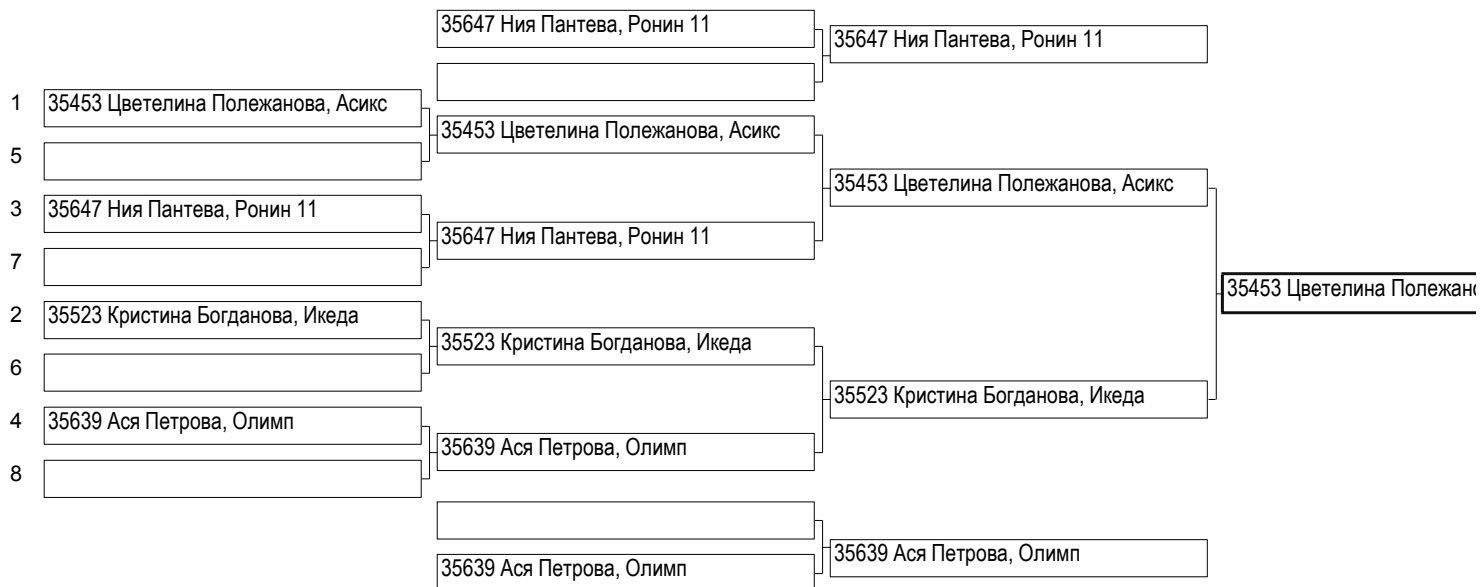 35647 Ния Пантева, Ронин 11
35647 Ния Пантева, Ронин 11
1 35453 Цветелина Полежанова, Асикс
35453 Цветелина Полежанова, Асикс
5
35453 Цветелина Полежанова, Асикс
3 35647 Ния Пантева, Ронин 11
35647 Ния Пантева, Ронин 11
7
35453 Цветелина
2 35523 Кристина Богданова, Икеда
35523 Кристина Богданова, Икеда
6
35523 Кристина Богданова, Икеда
4 35639 Ася Петрова, Олимп
35639 Ася Петрова, Олимп
8
35639 Ася Петрова, Олимп
35639 Ася Петрова, Олимп